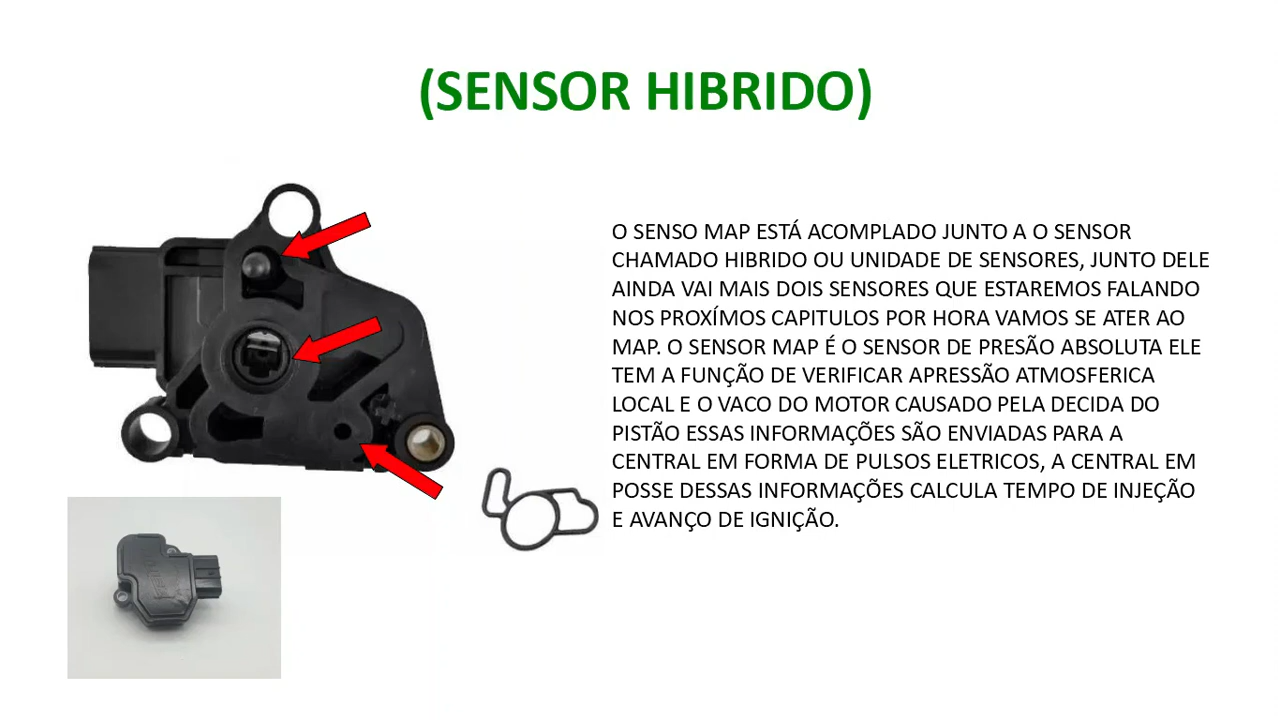 (SENSOR HIBRIDO)
O SENSO MAP ESTÁ ACOMPLADO JUNTO A O SENSOR
CHAMADO HIBRIDO OU UNIDADE DE SENSORES, JUNTO DELE
AINDA VAI MAIS DOIS SENSORES QUE ESTAREMOS FALANDO
NOS PROXÍMOS CAPITULOS POR HORA VAMOS SE ATER AO
MAP. O SENSOR MAP É O SENSOR DE PRESÃO ABSOLUTA ELE
TEM A FUNÇÃO DE VERIFICAR APRESSÃO ATMOSFERICA
LOCAL E O VACO DO MOTOR CAUSADO PELA DECIDA DO
PISTÃO ESSAS INFORMAÇÕES SÃO ENVIADAS PARA A
CENTRAL EM FORMA DE PULSOS ELETRICOS, A CENTRAL EM
POSSE DESSAS INFORMAÇÕES CALCULA TEMPO DE INJEÇÃO
E AVANÇO DE IGNIÇÃO.